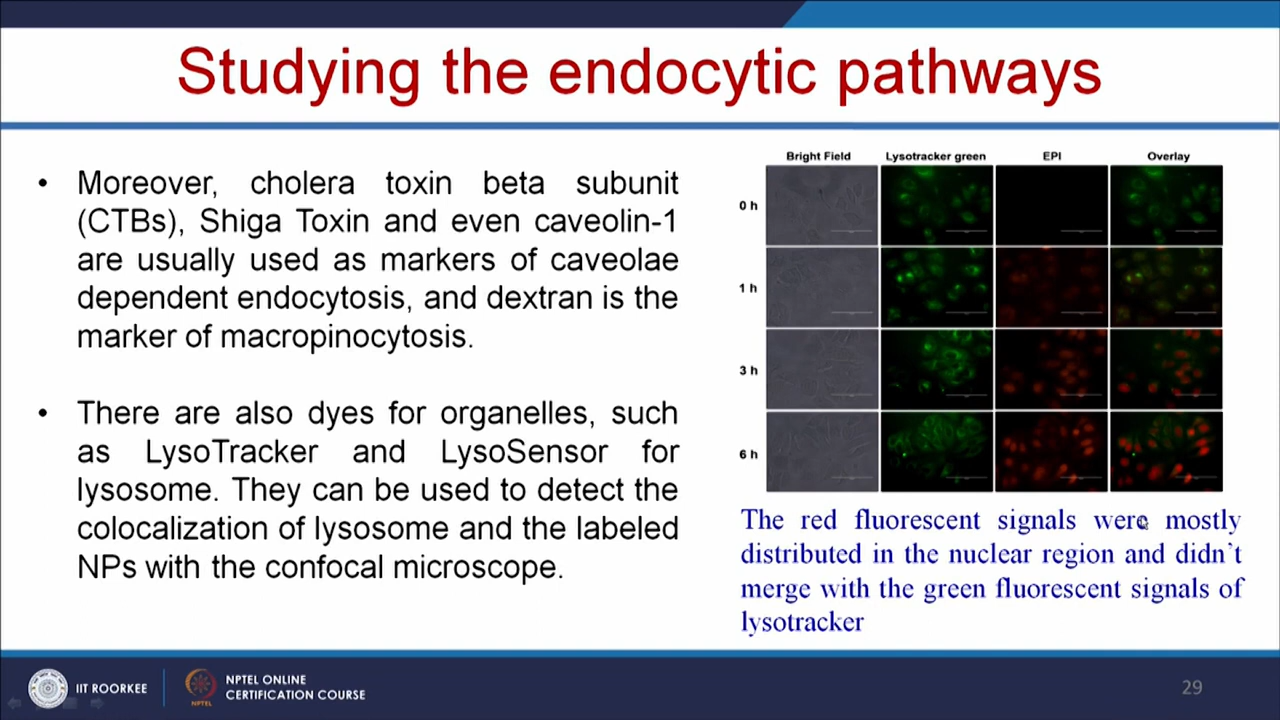 Studying the endocytic pathways
• Moreover, cholera toxin beta subunit
(CTBs), Shiga Toxin and even caveolin-1
are usually used as markers of caveolae
dependent endocytosis, and dextran is the
marker of macropinocytosis.
• There are also dyes for organelles, such
as LysoTracker and LysoSensor for
lysosome. They can be used to detect the
colocalization of lysosome and the labeled
NPs with the confocal microscope.
Bright Field Lysotracker green EPI Overlay
0 h
1 h
3 h
6 h
The red fluorescent signals were mostly
distributed in the nuclear region and didn't
merge with the green fluorescent signals of
lysotracker
IIT ROORKEE
NPTEL
NPTEL ONLINE
CERTIFICATION COURSE
29